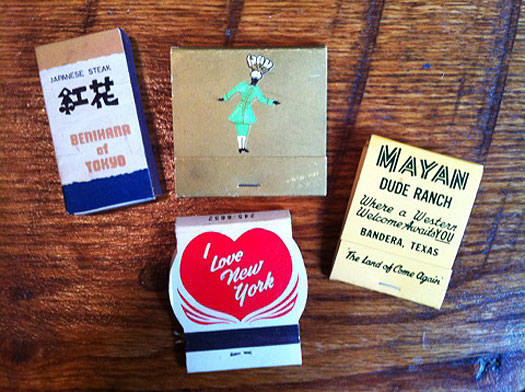 JAPANESE STEAK
紅花
BENIHANA
of
TOKYO
MAYAN
DUDE RANCH
Where a Western
Welcome Awaits YOU
BANDERA, TEXAS
"The Land of Come Again"
I
Love
New
York